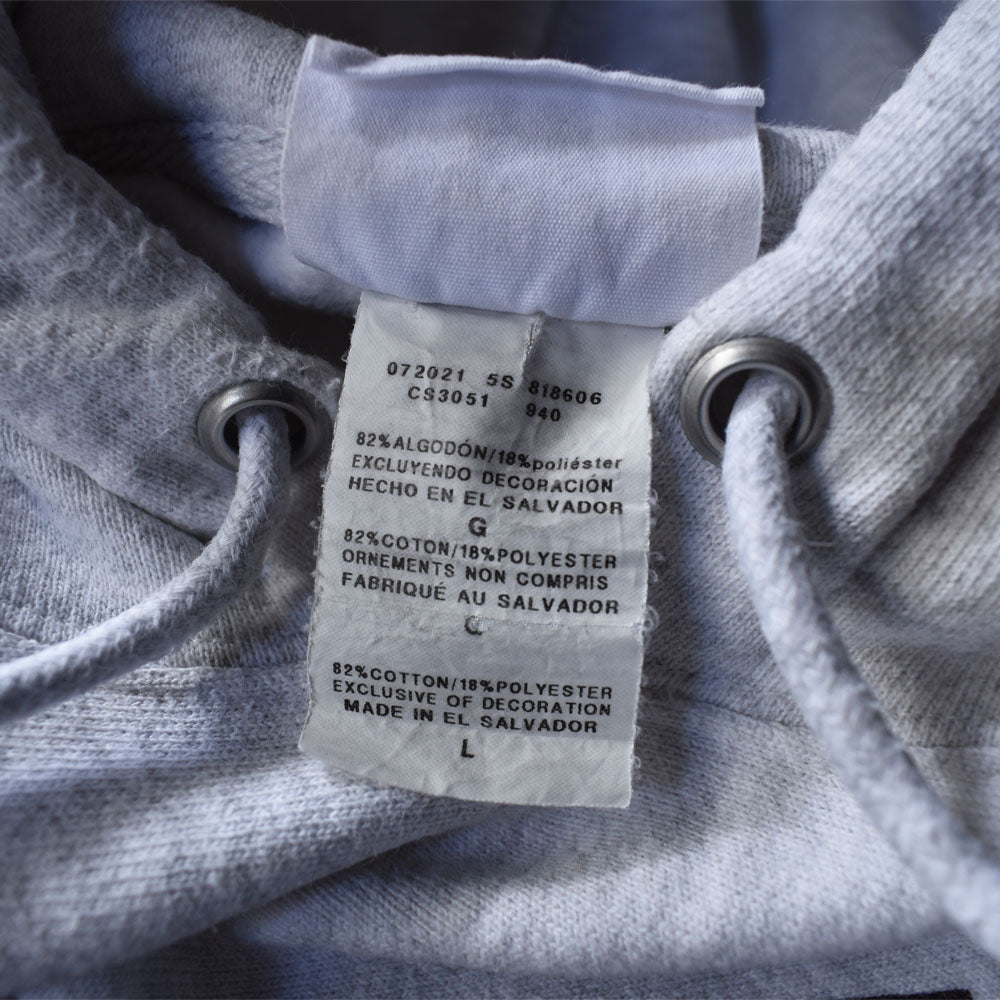 072021 5S 818606
CS3051 940
82%ALGODÓN/18%poliéster
EXCLUYENDO DECORACIÓN
HECHO EN EL SALVADOR
G
82%COTON/18%POLYESTER
ORNEMENTS NON COMPRIS
FABRIQUÉ AU SALVADOR
G
82%COTTON/18%POLYESTER
EXCLUSIVE OF DECORATION
MADE IN EL SALVADOR
L